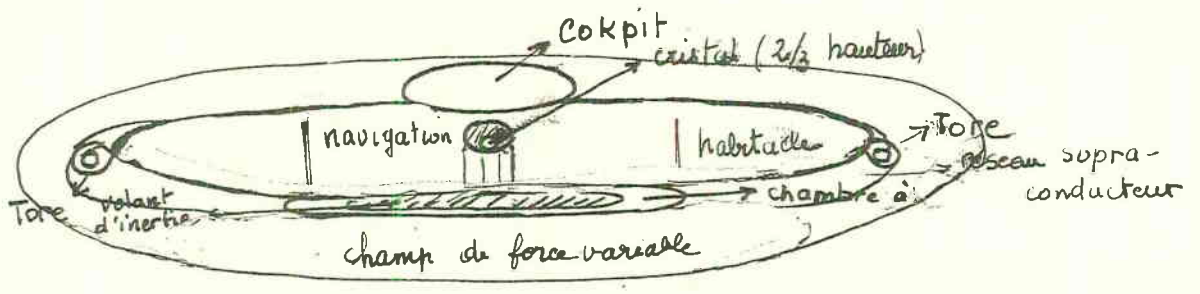 Cokpit
cristal (2/3 hauteur)
navigation
habitacle
Tore
réseau supra-
conducteur
Tore
volant
d'inertie
chambre à
champ de force variable